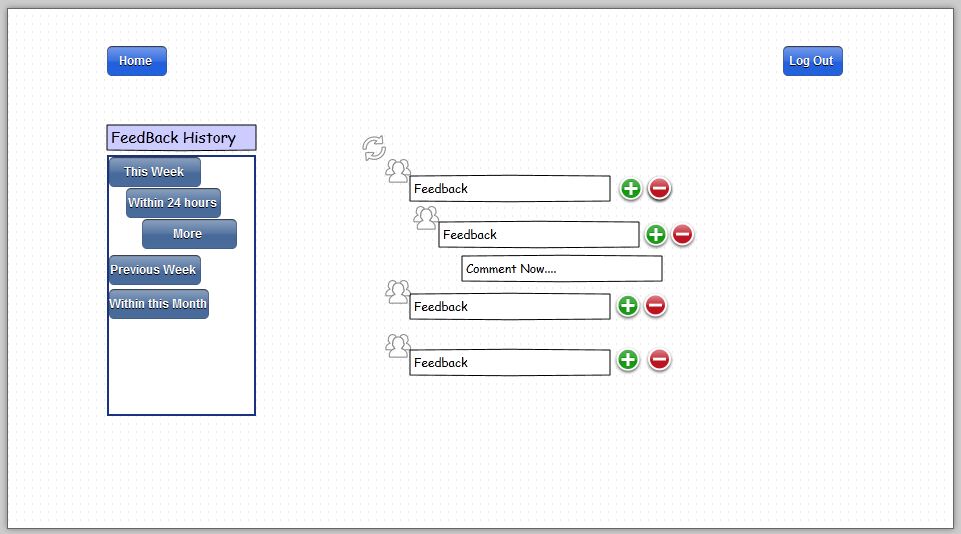 Home
Log Out
FeedBack History
This Week
Within 24 hours
More
Previous Week
Within this Month
Feedback
Feedback
Comment Now....
Feedback
Feedback